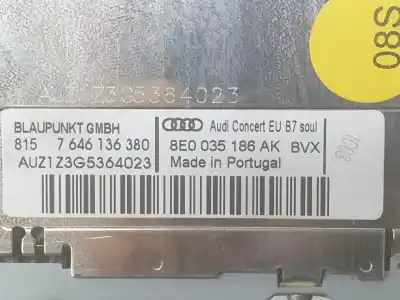 08S
AUZ1Z3G5364023
BLAUPUNKT GMBH
815 7 646 136 380
AUZ1Z3G5364023
Audi Concert EU B7 soul
8E0 035 186 AK BVX
Made in Portugal